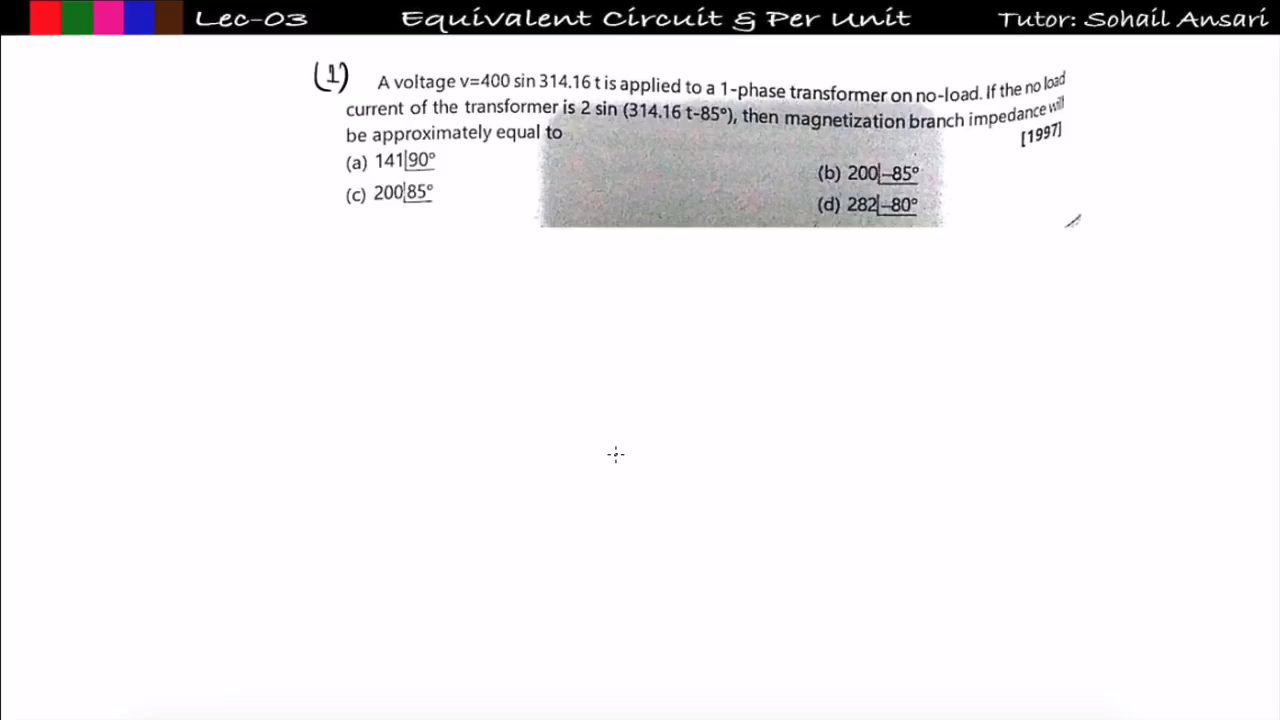 Lec-03 Equivalent Circuit & Per Unit Tutor: Sohail Ansari
(1) A voltage v=400 sin 314.16 t is applied to a 1-phase transformer on no-load. If the no load
current of the transformer is 2 sin (314.16 t-85°), then magnetization branch impedance will
be approximately equal to [1997]
(a) 141|90° (b) 200|-85°
(c) 200|85° (d) 282|-80°